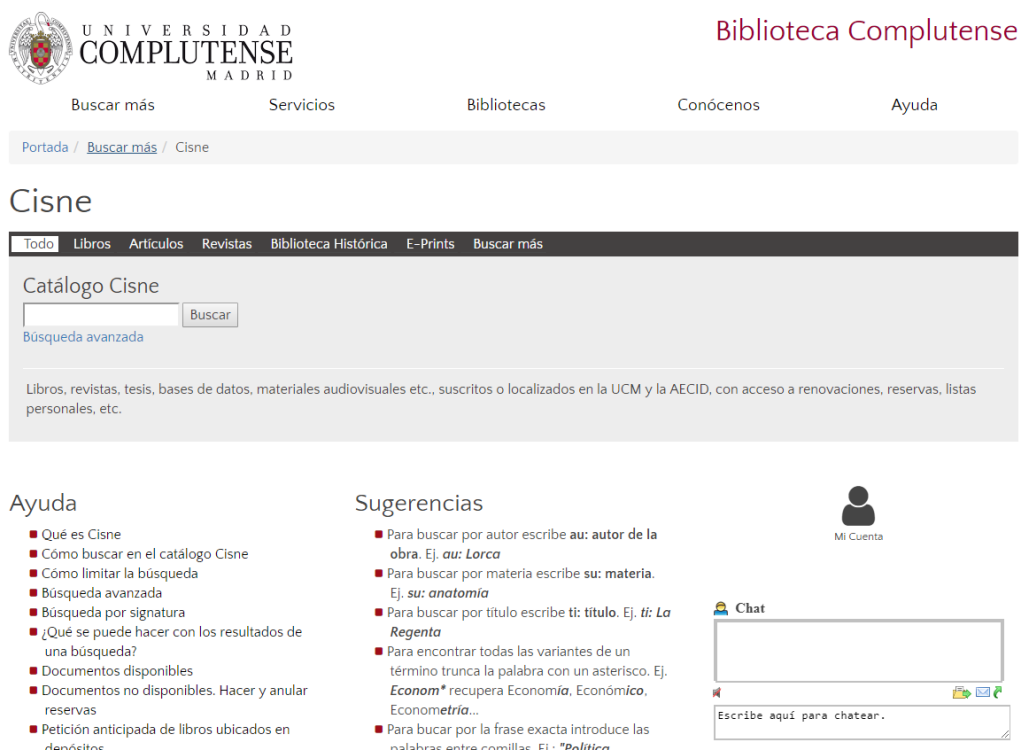 UNIVERSIDAD
COMPLUTENSE
MADRID
Biblioteca Complutense
Buscar más Servicios Bibliotecas Conócenos Ayuda
Portada / Buscar más / Cisne
Cisne
Todo Libros Artículos Revistas Biblioteca Histórica E-Prints Buscar más
Catálogo Cisne
Buscar
Búsqueda avanzada
Libros, revistas, tesis, bases de datos, materiales audiovisuales etc., suscritos o localizados en la UCM y la AECID, con acceso a renovaciones, reservas, listas
personales, etc.
Ayuda
Qué es Cisne
Cómo buscar en el catálogo Cisne
Cómo limitar la búsqueda
Búsqueda avanzada
Búsqueda por signatura
¿Qué se puede hacer con los resultados de
una búsqueda?
Documentos disponibles
Documentos no disponibles. Hacer y anular
reservas
Petición anticipada de libros ubicados en
depósitos
Sugerencias
Para buscar por autor escribe au: autor de la
obra. Ej. au: Lorca
Para buscar por materia escribe su: materia.
Ej. su: anatomía
Para buscar por título escribe ti: título. Ej. ti: La
Regenta
Para encontrar todas las variantes de un
término trunca la palabra con un asterisco. Ej.
Econom* recupera Economía, Económico,
Econometría...
Para bucar por la frase exacta introduce las
palabras entre comillas. Ej.: "Política
Mi Cuenta
Chat
Escribe aquí para chatear.